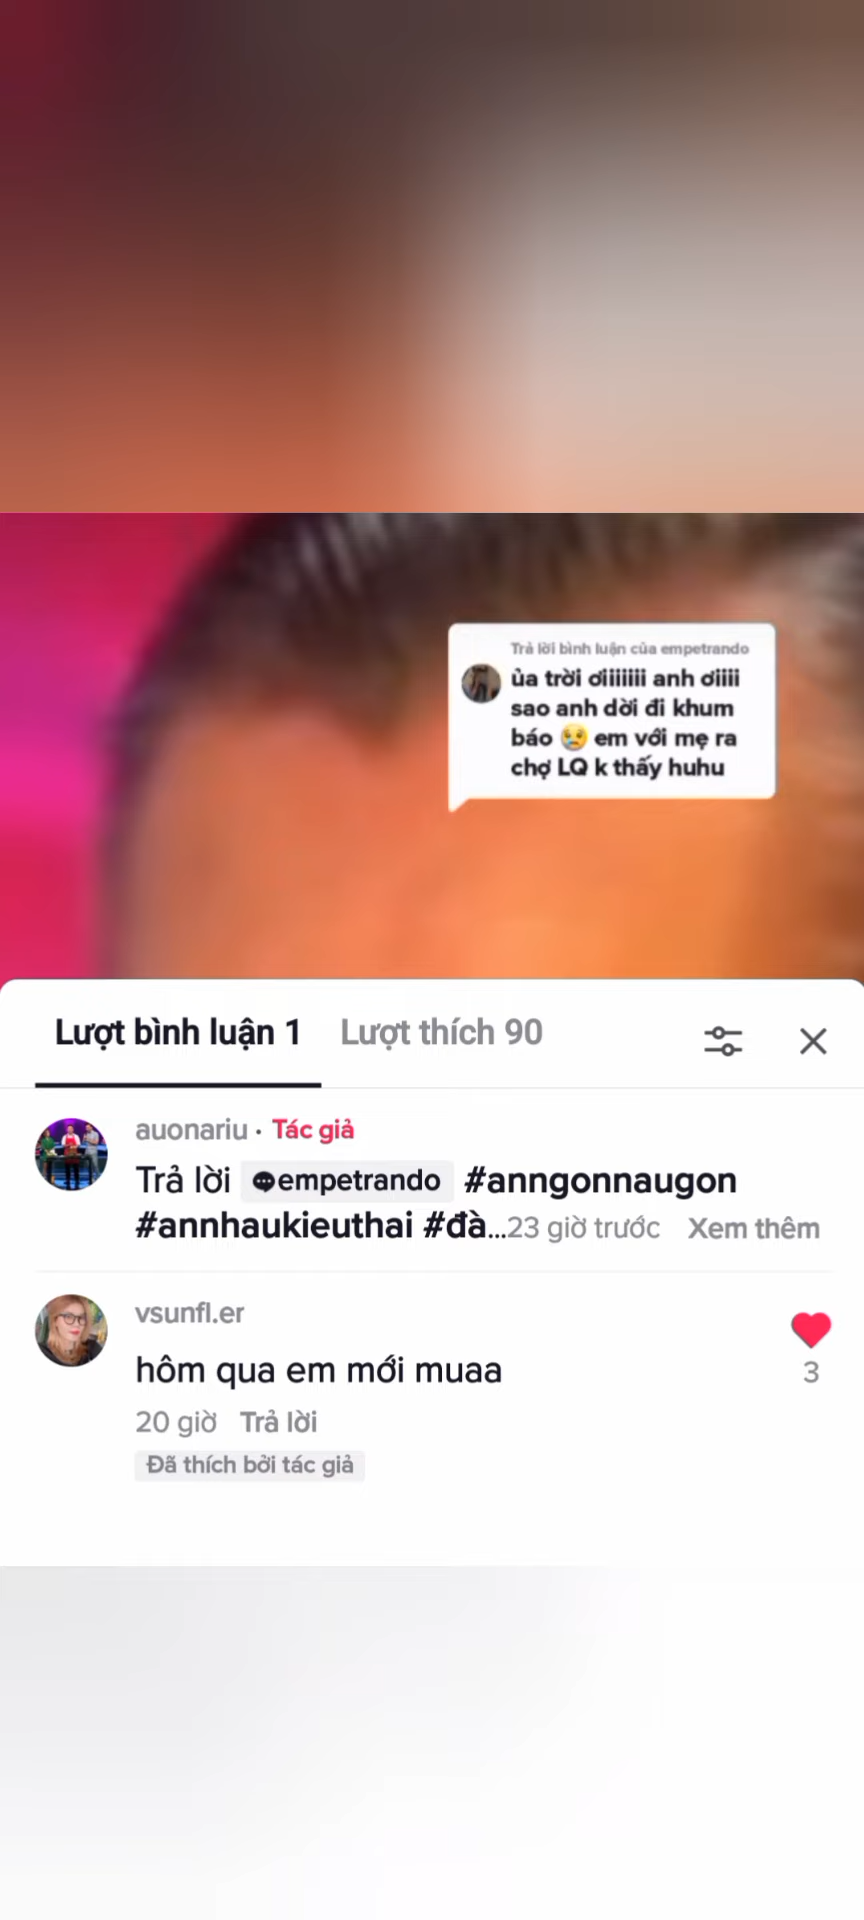 Trả lời bình luận của empetrando
ủa trời ơiiiiiii anh ơiiii
sao anh dời đi khum
báo 😢 em với mẹ ra
chợ LQ k thấy huhu
Lượt bình luận 1 Lượt thích 90
auonariu · Tác giả
Trả lời empetrando #anngonnaugon
#annhaukieuthai #đà...23 giờ trước Xem thêm
vsunfl.er
hôm qua em mới muaa
3
20 giờ Trả lời
Đã thích bởi tác giả